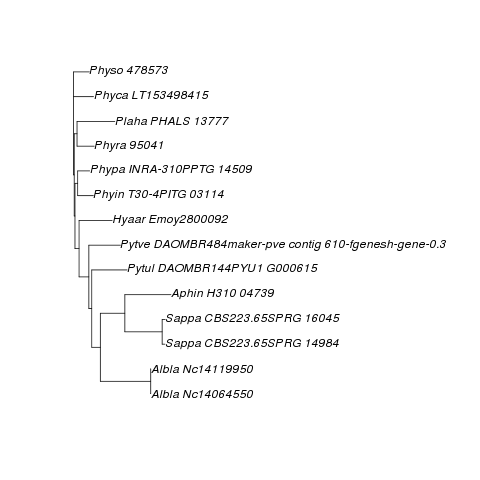 Physo 478573
Phyca LT153498415
Plaha PHALS 13777
Phyra 95041
Phypa INRA-310PPTG 14509
Phyin T30-4PITG 03114
Hyaar Emoy2800092
Pytve DAOMBR484maker-pve contig 610-fgenesh-gene-0.3
Pytul DAOMBR144PYU1 G000615
Aphin H310 04739
Sappa CBS223.65SPRG 16045
Sappa CBS223.65SPRG 14984
Albla Nc14119950
Albla Nc14064550